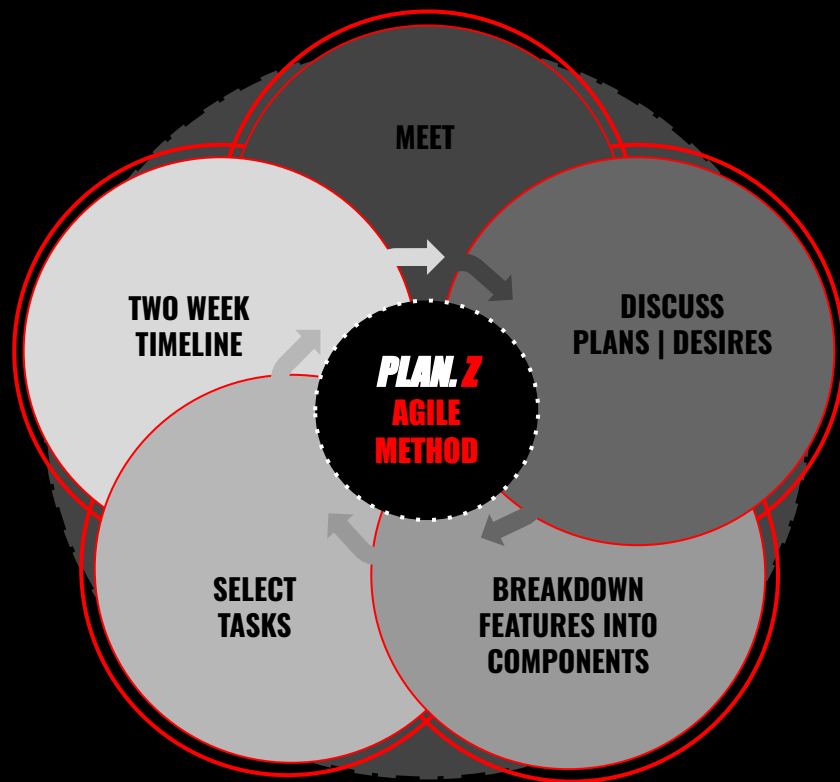 MEET
DISCUSS
PLANS | DESIRES
BREAKDOWN
FEATURES INTO
COMPONENTS
SELECT
TASKS
TWO WEEK
TIMELINE
PLAN. Z
AGILE
METHOD